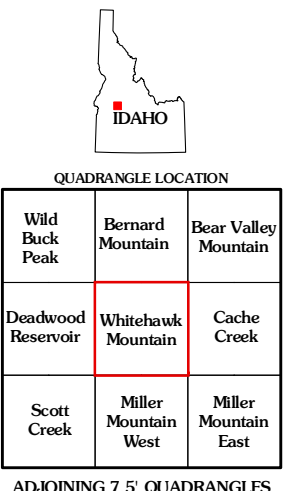 IDAHO
QUADRANGLE LOCATION
Wild
Buck
Peak
Bernard
Mountain
Bear Valley
Mountain
Deadwood
Reservoir
Whitehawk
Mountain
Cache
Creek
Scott
Creek
Miller
Mountain
West
Miller
Mountain
East
ADJOINING 7.5' QUADRANGLES